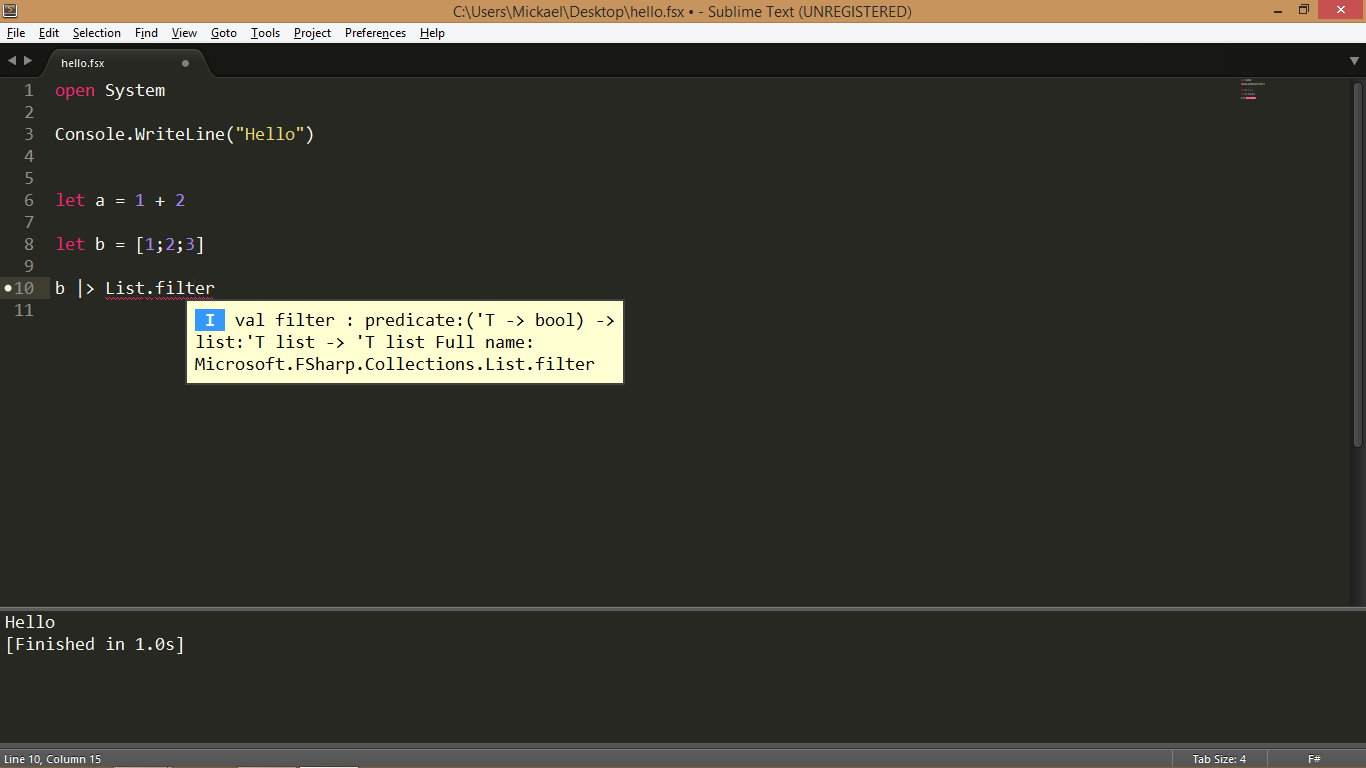 C:\Users\Mickael\Desktop\hello.fsx • - Sublime Text (UNREGISTERED)
File Edit Selection Find View Goto Tools Project Preferences Help
hello.fsx
1 open System
2
3 Console.WriteLine("Hello")
4
5
6 let a = 1 + 2
7
8 let b = [1;2;3]
9
10 b |> List.filter
11
I val filter : predicate:('T -> bool) ->
list:'T list -> 'T list Full name:
Microsoft.FSharp.Collections.List.filter
Hello
[Finished in 1.0s]
Line 10, Column 15 Tab Size: 4 F#